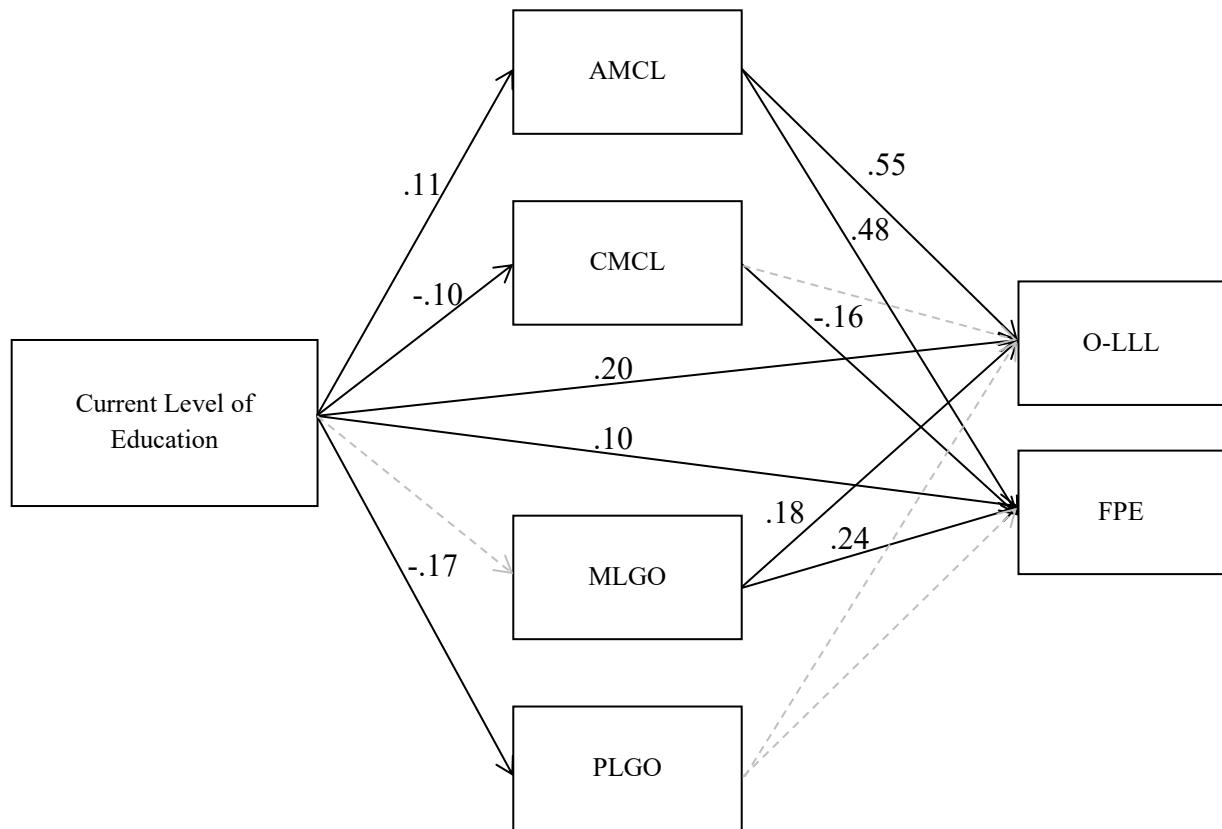 AMCL
.55
.11
.48
CMCL
-.10
-.16
O-LLL
.20
Current Level of
Education
.10
.18
FPE
.24
-.17
MLGO
PLGO